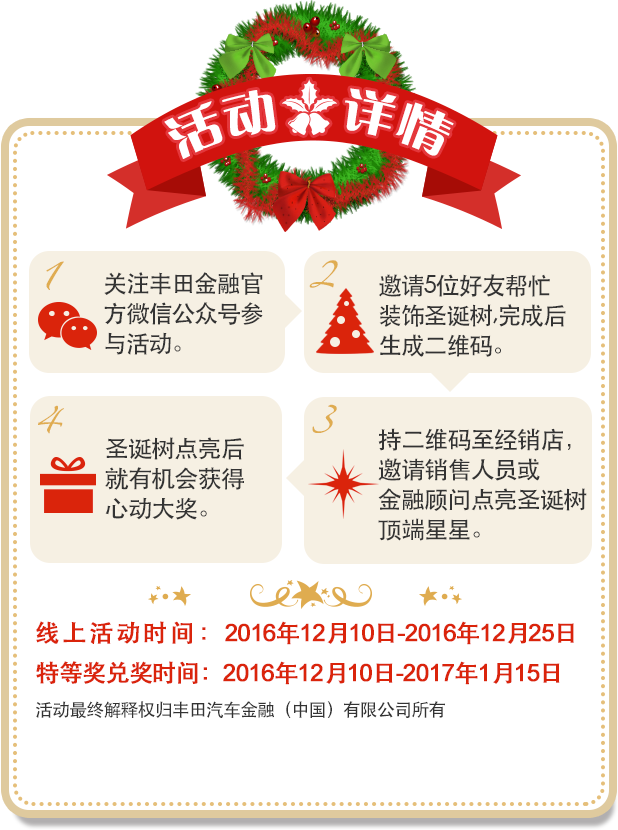 活动详情
1
关注丰田金融官
方微信公众号参
与活动。
2
邀请5位好友帮忙
装饰圣诞树,完成后
生成二维码。
3
持二维码至经销店，
邀请销售人员或
金融顾问点亮圣诞树
顶端星星。
4
圣诞树点亮后
就有机会获得
心动大奖。
线上活动时间：2016年12月10日-2016年12月25日
特等奖兑奖时间：2016年12月10日-2017年1月15日
活动最终解释权归丰田汽车金融（中国）有限公司所有